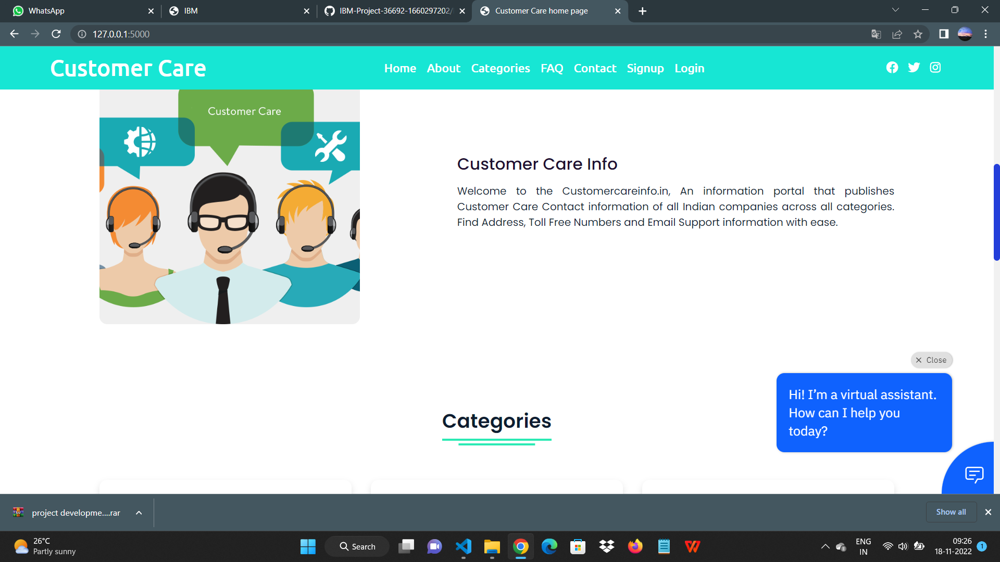 WhatsApp
IBM
IBM-Project-36692-1660297202/
Customer Care home page
127.0.0.1:5000
Customer Care
Home About Categories FAQ Contact Signup Login
Customer Care
Customer Care Info
Welcome to the Customercareinfo.in, An information portal that publishes
Customer Care Contact information of all Indian companies across all categories.
Find Address, Toll Free Numbers and Email Support information with ease.
Close
Hi! I’m a virtual assistant.
How can I help you
today?
Categories
project developme....rar
Show all
26°C
Partly sunny
Search
ENG
IN
09:26
18-11-2022
1